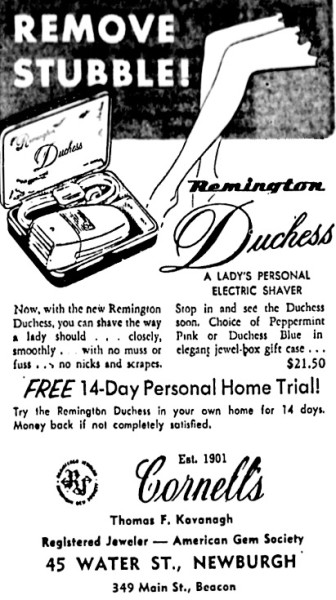 REMOVE
STUBBLE!
Remington
Duchess
Remington
Duchess
A LADY'S PERSONAL
ELECTRIC SHAVER
Now, with the new Remington
Duchess, you can shave the way
a lady should . . . closely,
smoothly . . with no muss or
fuss . . . no nicks and scrapes.
Stop in and see the Duchess
soon. Choice of Peppermint
Pink or Duchess Blue in
elegant jewel-box gift case . . .
$21.50
FREE 14-Day Personal Home Trial!
Try the Remington Duchess in your own home for 14 days.
Money back if not completely satisfied.
Est. 1901
Cornell's
Thomas F. Kavanagh
Registered Jeweler — American Gem Society
45 WATER ST., NEWBURGH
349 Main St., Beacon